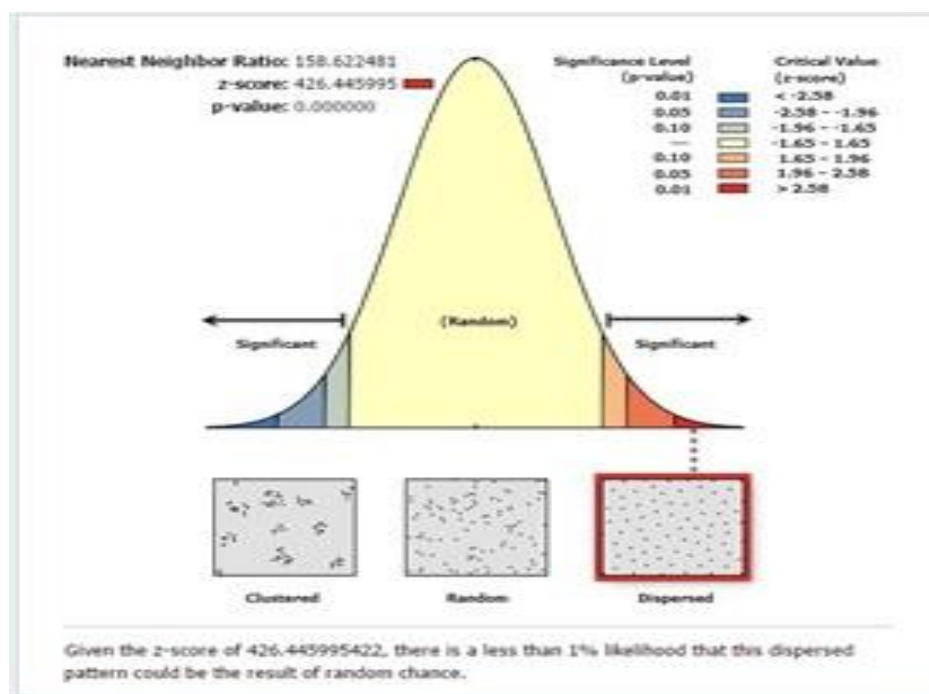 Nearest Neighbor Ratio: 158.622481
z-score: 426.445995
p-value: 0.000000
Significance Level
(p-value)
0.01
0.05
0.10
—
0.10
0.05
0.01
Critical Value
(z-score)
< -2.58
-2.58 - -1.96
-1.96 - -1.65
-1.65 - 1.65
1.65 - 1.96
1.96 - 2.58
> 2.58
Significant
(Random)
Significant
Clustered
Random
Dispersed
Given the z-score of 426.445995422, there is a less than 1% likelihood that this dispersed
pattern could be the result of random chance.